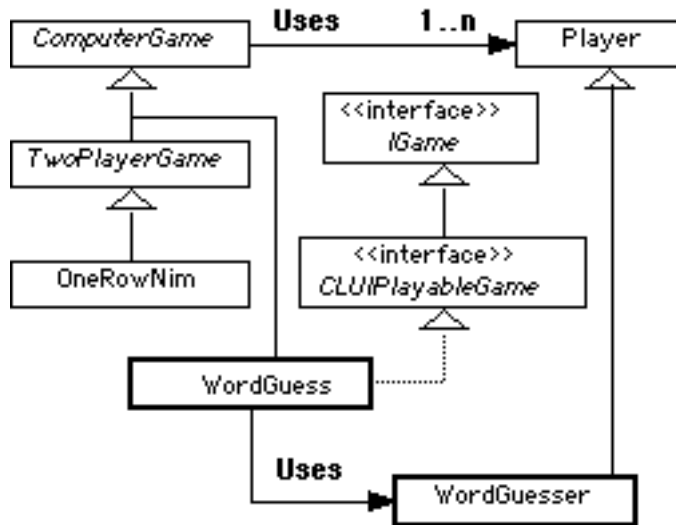 ComputerGame
Uses
1..n
Player
<<interface>>
IGame
TwoPlayerGame
<<interface>>
CLUIPlayableGame
OneRowNim
WordGuess
Uses
WordGuesser